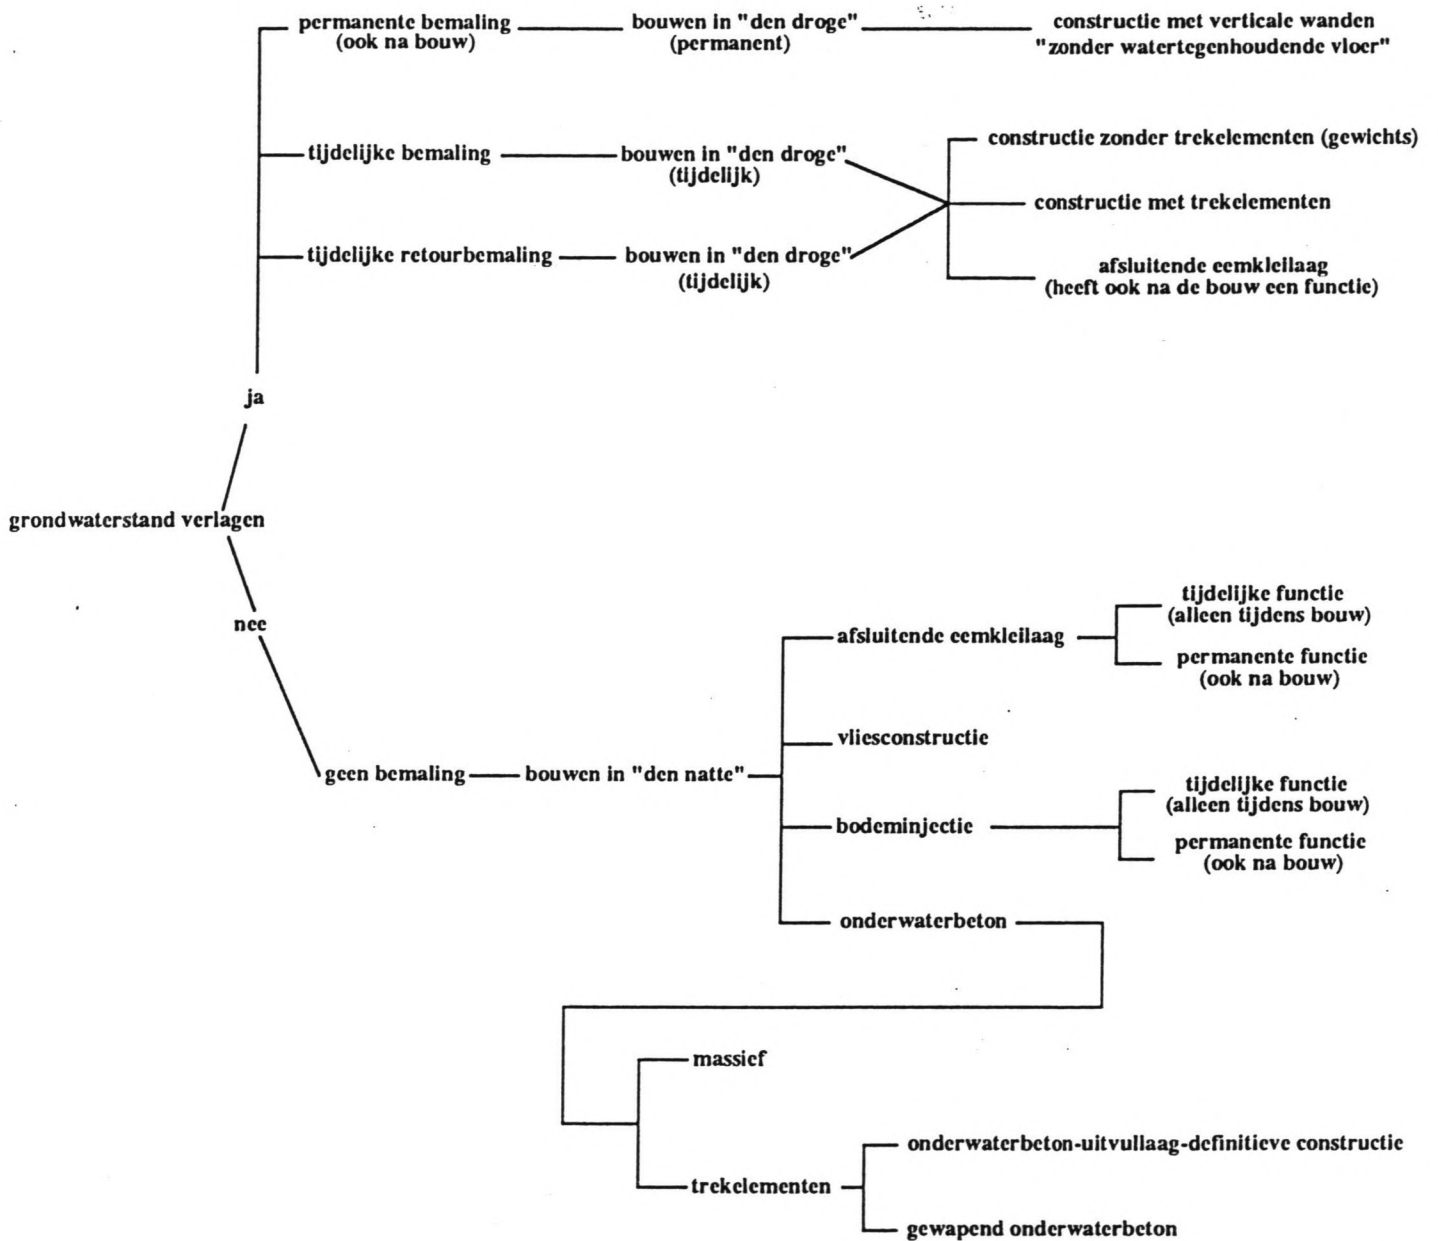 permanente bemaling
(ook na bouw)
bouwen in "den droge"
(permanent)
constructie met verticale wanden
"zonder watertegenhoudende vloer"
tijdelijke bemaling
bouwen in "den droge"
(tijdelijk)
constructie zonder trekelementen (gewichts)
constructie met trekelementen
tijdelijke retourbemaling
bouwen in "den droge"
(tijdelijk)
afsluitende eemkleilaag
(heeft ook na de bouw een functie)
ja
grondwaterstand verlagen
nee
geen bemaling
bouwen in "den natte"
afsluitende eemkleilaag
tijdelijke functie
(alleen tijdens bouw)
permanente functie
(ook na bouw)
vliesconstructie
bodeminjectie
tijdelijke functie
(alleen tijdens bouw)
permanente functie
(ook na bouw)
onderwaterbeton
massief
trekelementen
onderwaterbeton-uitvullaag-definitieve constructie
gewapend onderwaterbeton